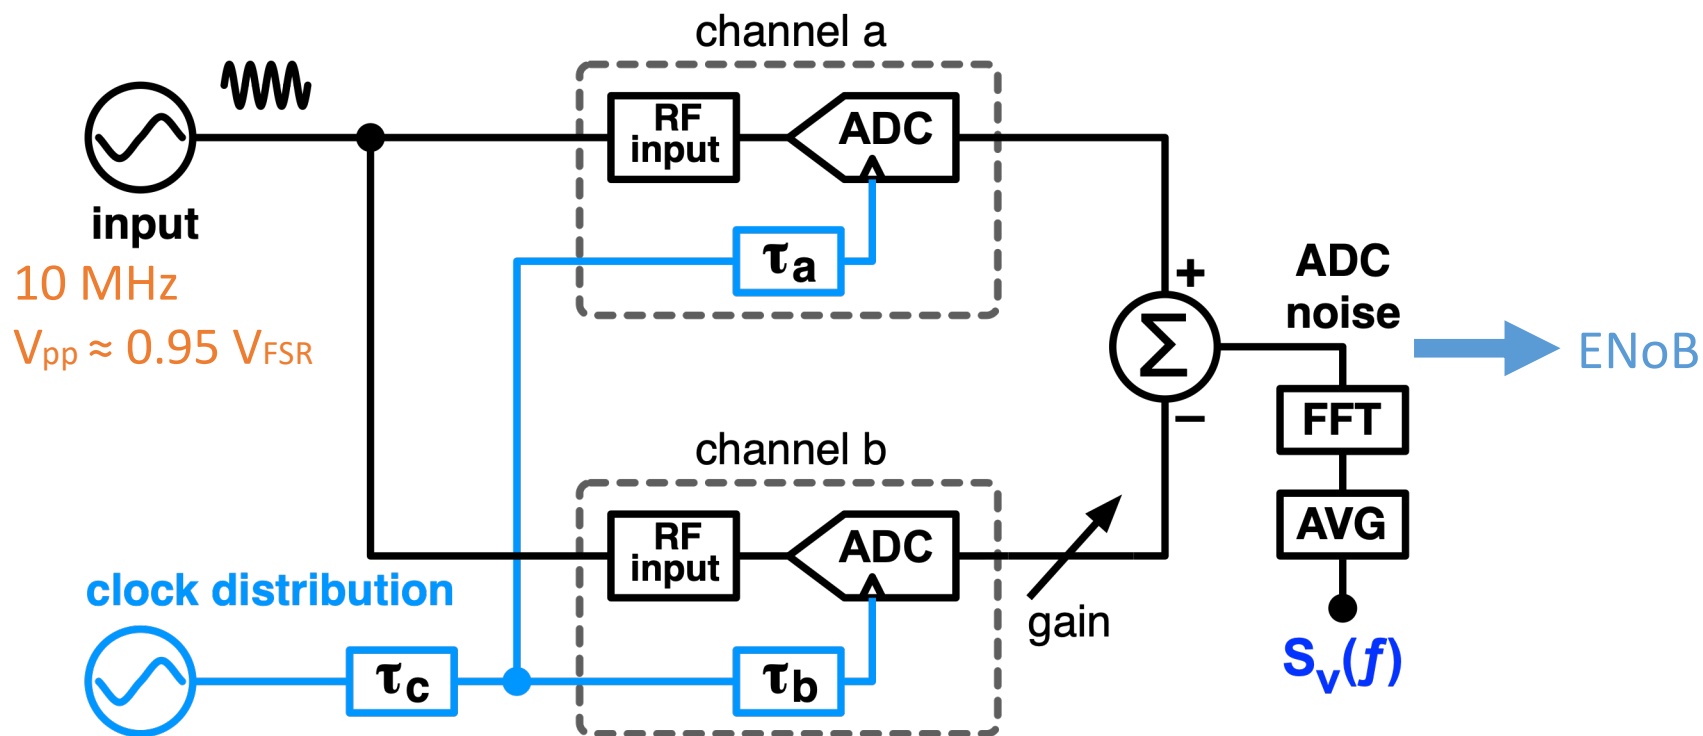 channel a
RF
input
ADC
input
10 MHz
Vpp ≈ 0.95 VFSR
τa
+
ADC
noise
Σ
ENoB
−
FFT
channel b
AVG
RF
input
ADC
clock distribution
gain
Sv(f)
τc
τb